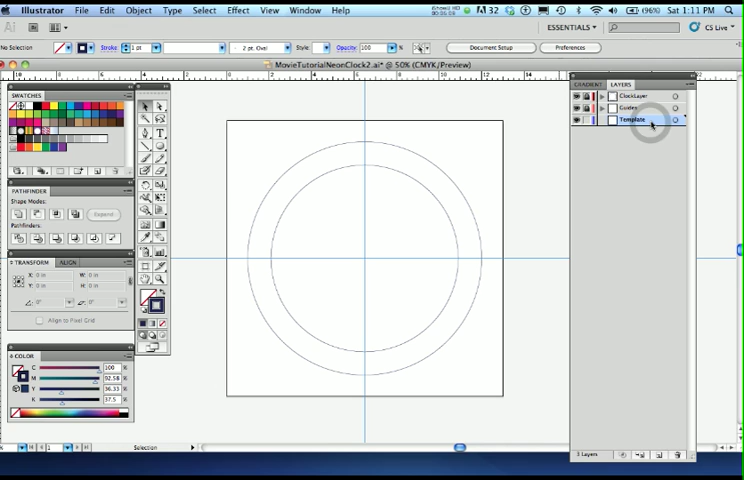 Illustrator File Edit Object Type Select Effect View Window Help 32 (96%) Sat 1:11 PM
ESSENTIALS CS Live
No Selection Stroke: 1 pt 2 pt. Oval Style: Opacity: 100 % Document Setup Preferences
MovieTutorialNeonClock2.ai* @ 50% (CMYK/Preview)
GRADIENT LAYERS
SWATCHES
ClockLayer
Guides
Template
PATHFINDER
Shape Modes:
Expand
Pathfinders:
TRANSFORM ALIGN
X: 0 in W: 0 in
Y: 0 in H: 0 in
Align to Pixel Grid
COLOR
C 100 %
M 92.58 %
Y 36.33 %
K 37.5 %
1 Selection
3 Layers